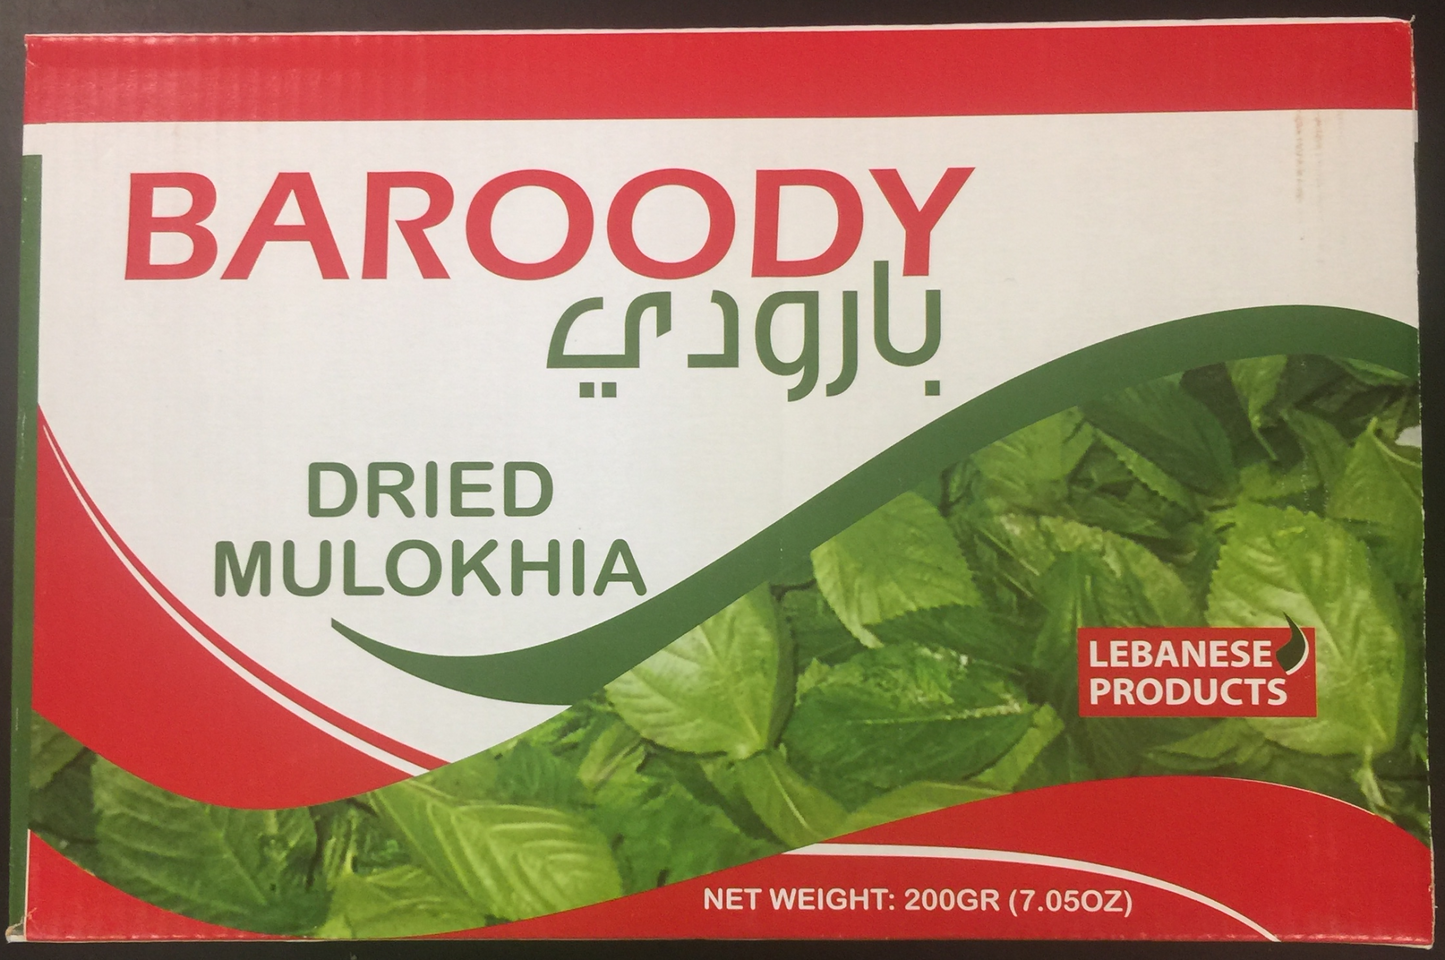 BAROODY
بارودي
DRIED
MULOKHIA
LEBANESE
PRODUCTS
NET WEIGHT: 200GR (7.05OZ)